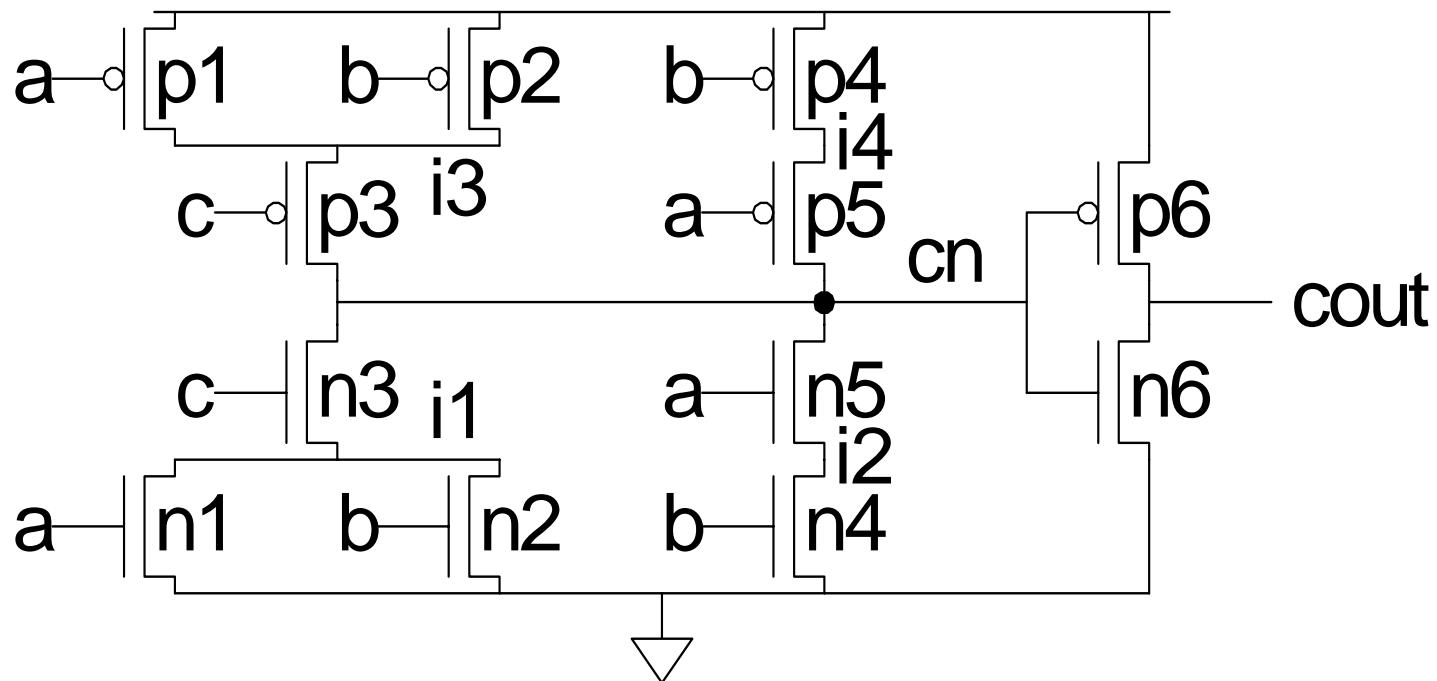 a p1 b p2 b p4
i4
c p3 i3 a p5 p6
cn
cout
c n3 i1 a n5 n6
i2
a n1 b n2 b n4